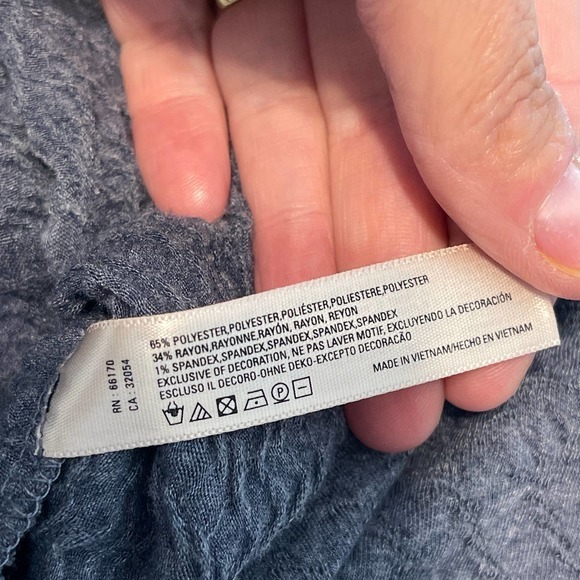 65% POLYESTER,POLYESTER,POLIÉSTER,POLIESTERE,POLYESTER
34% RAYON,RAYONNE,RAYÓN, RAYON, REYON
1% SPANDEX,SPANDEX,SPANDEX,SPANDEX,SPANDEX
EXCLUSIVE OF DECORATION, NE PAS LAVER MOTIF, EXCLUYENDO LA DECORACIÓN
ESCLUSO IL DECORO-OHNE DEKO-EXCEPTO DECORAÇÃO
MADE IN VIETNAM/HECHO EN VIETNAM
RN : 66170
CA : 32054